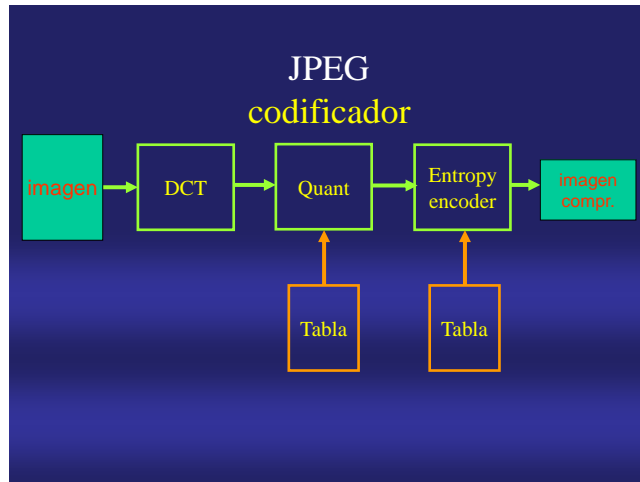 JPEG
codificador
imagen
DCT
Quant
Entropy
encoder
imagen
compr.
Tabla
Tabla